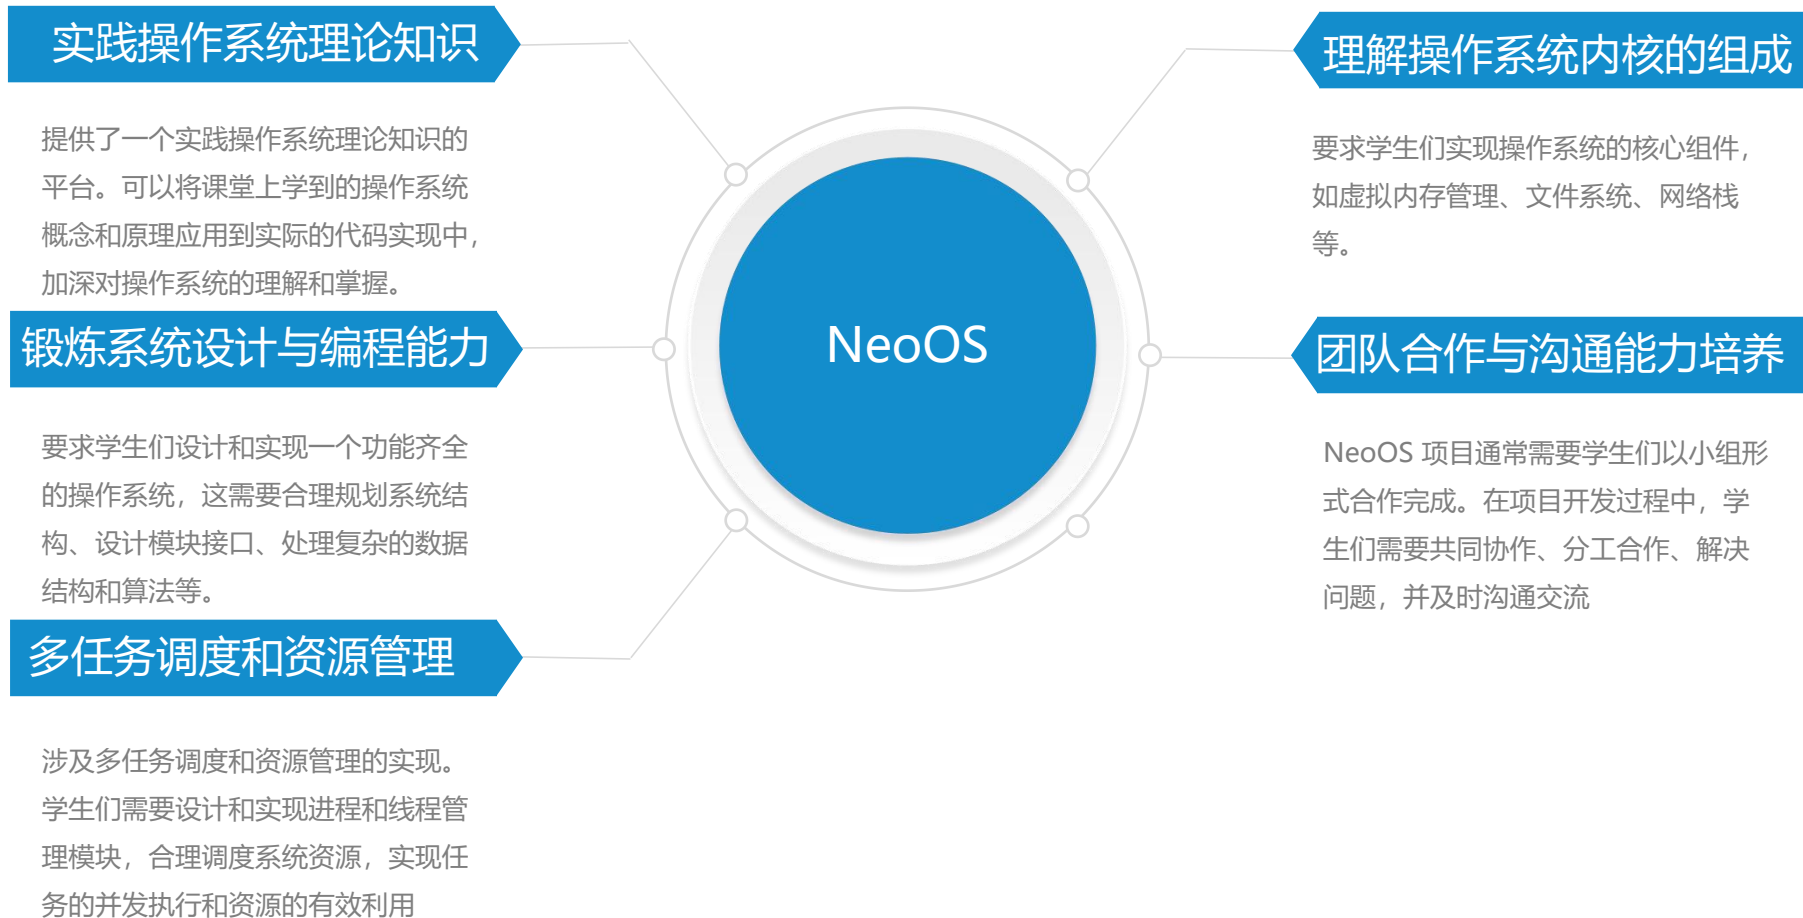 实践操作系统理论知识
提供了一个实践操作系统理论知识的
平台。可以将课堂上学到的操作系统
概念和原理应用到实际的代码实现中，
加深对操作系统的理解和掌握。
锻炼系统设计与编程能力
要求学生们设计和实现一个功能齐全
的操作系统，这需要合理规划系统结
构、设计模块接口、处理复杂的数据
结构和算法等。
多任务调度和资源管理
涉及多任务调度和资源管理的实现。
学生们需要设计和实现进程和线程管
理模块，合理调度系统资源，实现任
务的并发执行和资源的有效利用
NeoOS
理解操作系统内核的组成
要求学生们实现操作系统的核心组件，
如虚拟内存管理、文件系统、网络栈
等。
团队合作与沟通能力培养
NeoOS 项目通常需要学生们以小组形
式合作完成。在项目开发过程中，学
生们需要共同协作、分工合作、解决
问题，并及时沟通交流